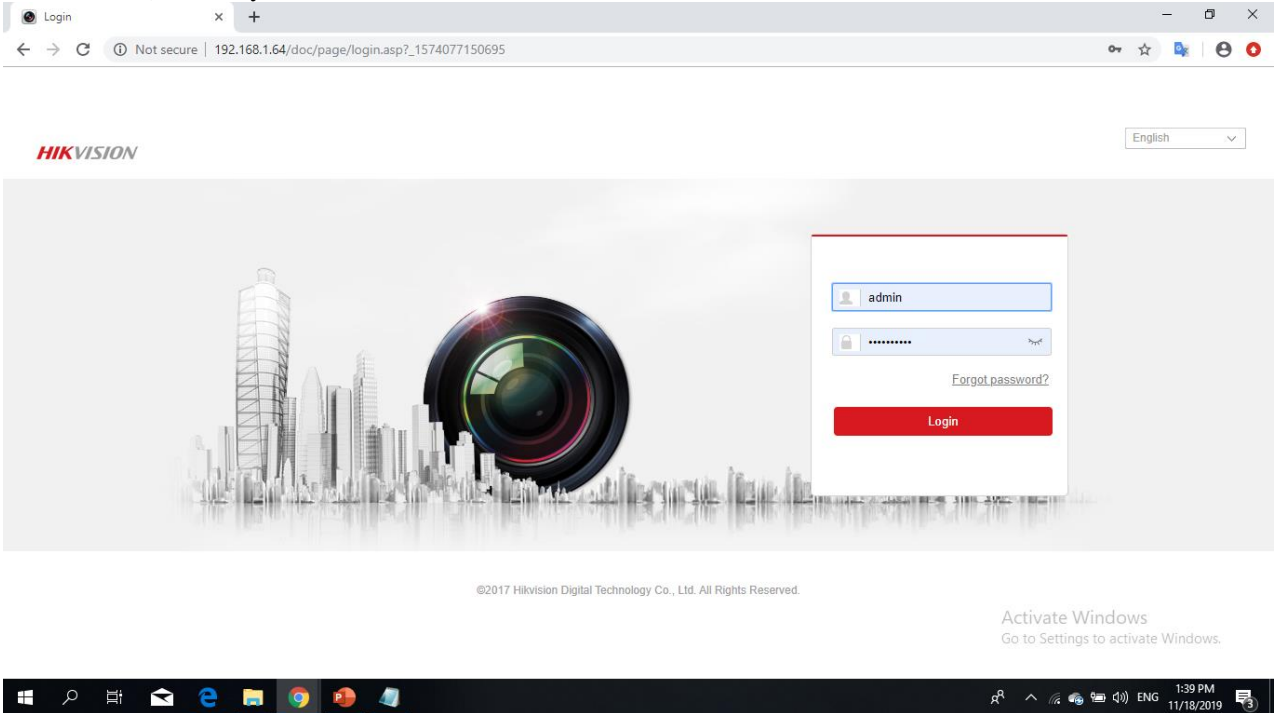 Login
Not secure | 192.168.1.64/doc/page/login.asp?_1574077150695
English
HIKVISION
admin
Forgot password?
Login
©2017 Hikvision Digital Technology Co., Ltd. All Rights Reserved.
Activate Windows
Go to Settings to activate Windows.
ENG
1:39 PM
11/18/2019
3